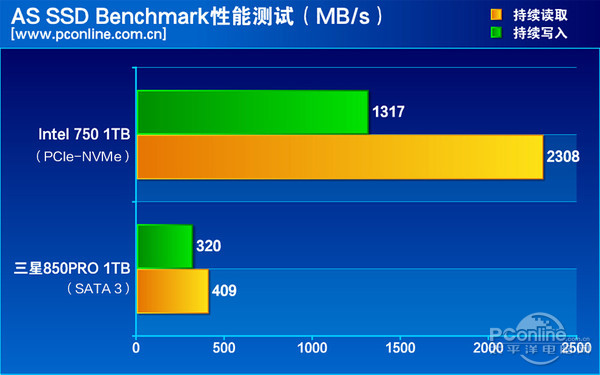 AS SSD Benchmark性能测试（MB/s）
[www.pconline.com.cn]
持续读取
持续写入
Intel 750 1TB
（PCIe-NVMe）
1317
2308
三星850PRO 1TB
（SATA 3）
320
409
0 500 1000 1500 2000 2500
PConline
太平洋电脑网